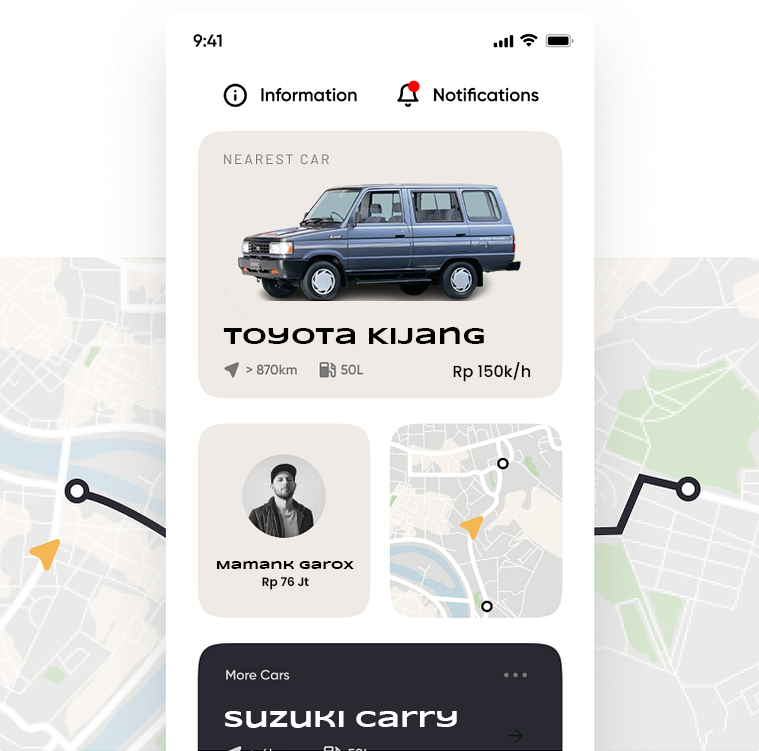 9:41
Information
Notifications
NEAREST CAR
TOYOTA KIJANG
> 870km
50L
Rp 150k/h
Mamank Garox
Rp 76 Jt
More Cars
Suzuki Carry
50L